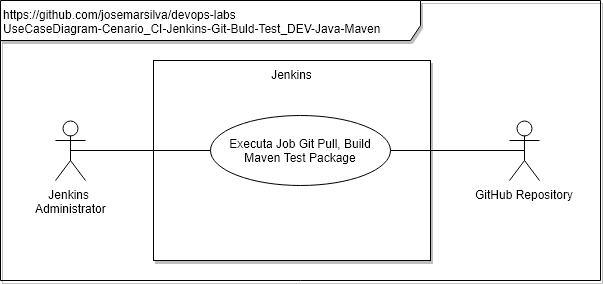 https://github.com/josemarsilva/devops-labs
UseCaseDiagram-Cenario_CI-Jenkins-Git-Buld-Test_DEV-Java-Maven
Jenkins
Executa Job Git Pull, Build
Maven Test Package
Jenkins
Administrator
GitHub Repository